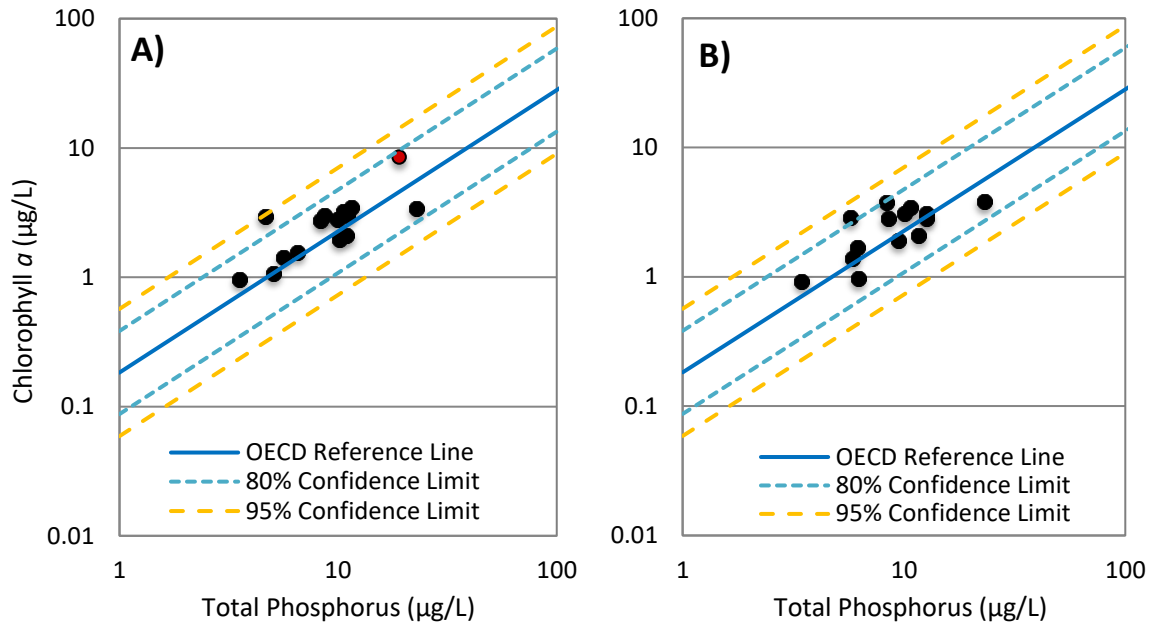 Chlorophyll a (µg/L)
100
10
1
0.1
0.01
A)
OECD Reference Line
80% Confidence Limit
95% Confidence Limit
1
10
100
Total Phosphorus (µg/L)
100
10
1
0.1
0.01
B)
OECD Reference Line
80% Confidence Limit
95% Confidence Limit
1
10
100
Total Phosphorus (µg/L)